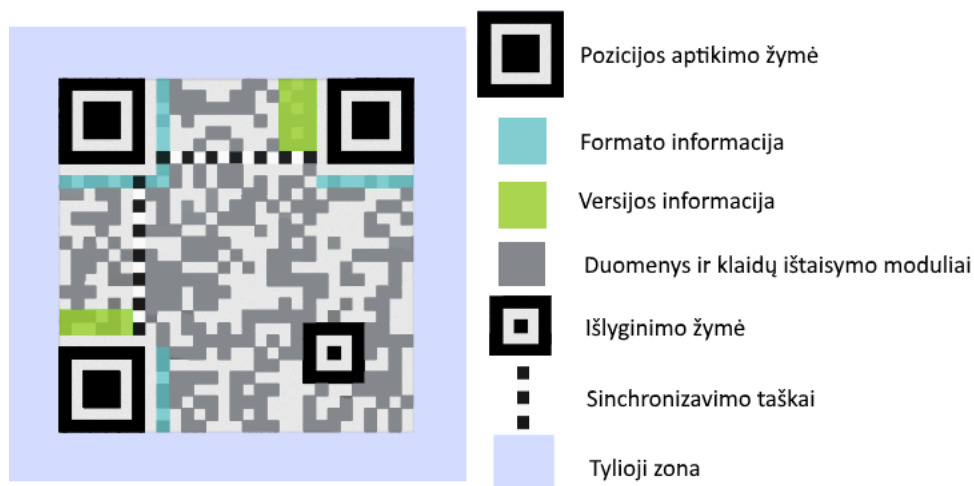 Pozicijos aptikimo žymė
Formato informacija
Versijos informacija
Duomenys ir klaidų ištaisymo moduliai
Išlyginimo žymė
Sinchronizavimo taškai
Tylioji zona